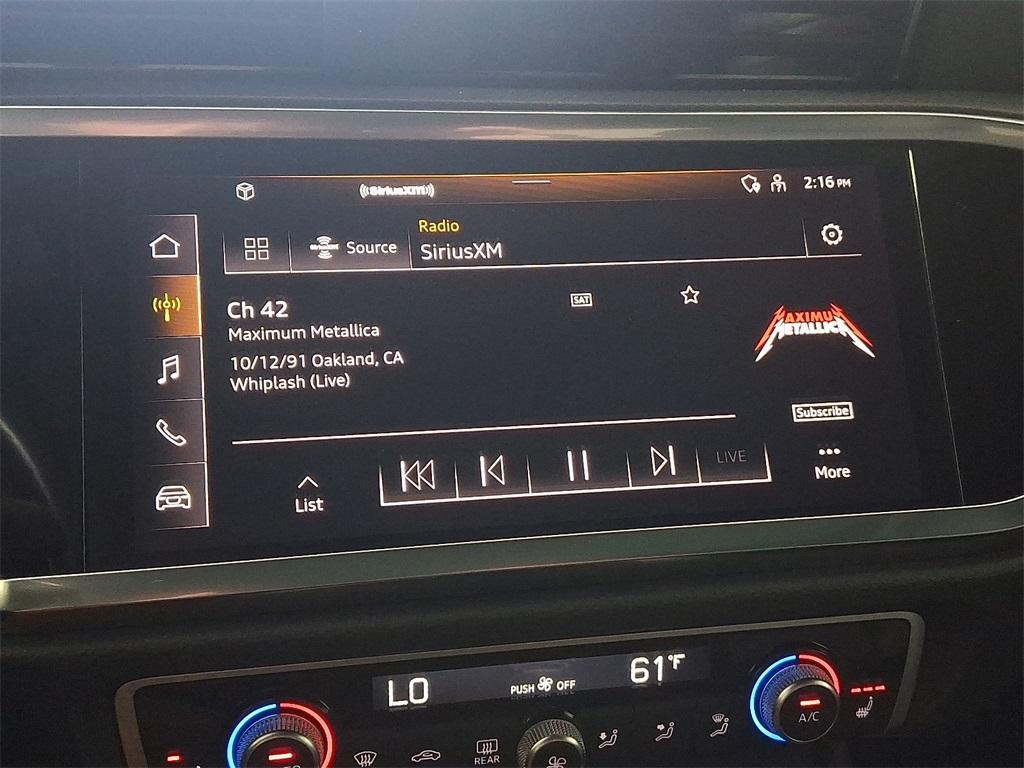 ((SiriusXM))
2:16 PM
Radio
Source
SiriusXM
Ch 42
SAT
Maximum Metallica
10/12/91 Oakland, CA
Whiplash (Live)
MAXIMUM
METALLICA
Subscribe
List
LIVE
More
LO
PUSH OFF
61°F
A/C
REAR